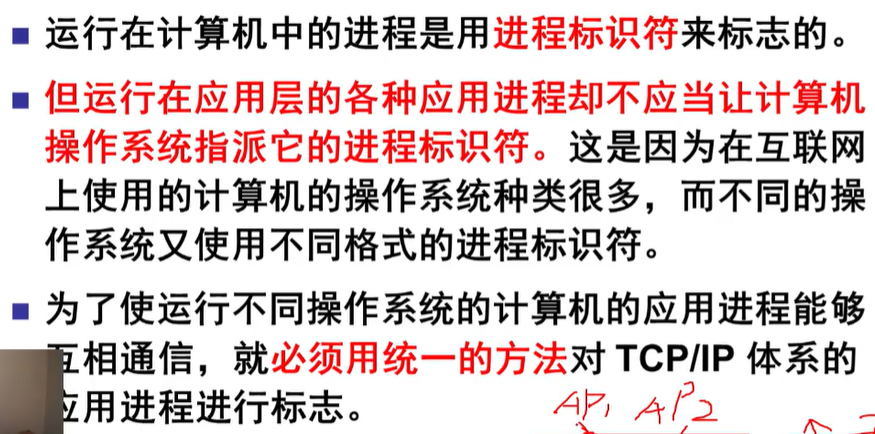 运行在计算机中的进程是用进程标识符来标志的。
但运行在应用层的各种应用进程却不应当让计算机
操作系统指派它的进程标识符。这是因为在互联网
上使用的计算机的操作系统种类很多，而不同的操
作系统又使用不同格式的进程标识符。
为了使运行不同操作系统的计算机的应用进程能够
互相通信，就必须用统一的方法对 TCP/IP 体系的
应用进程进行标志。
AP1 AP2